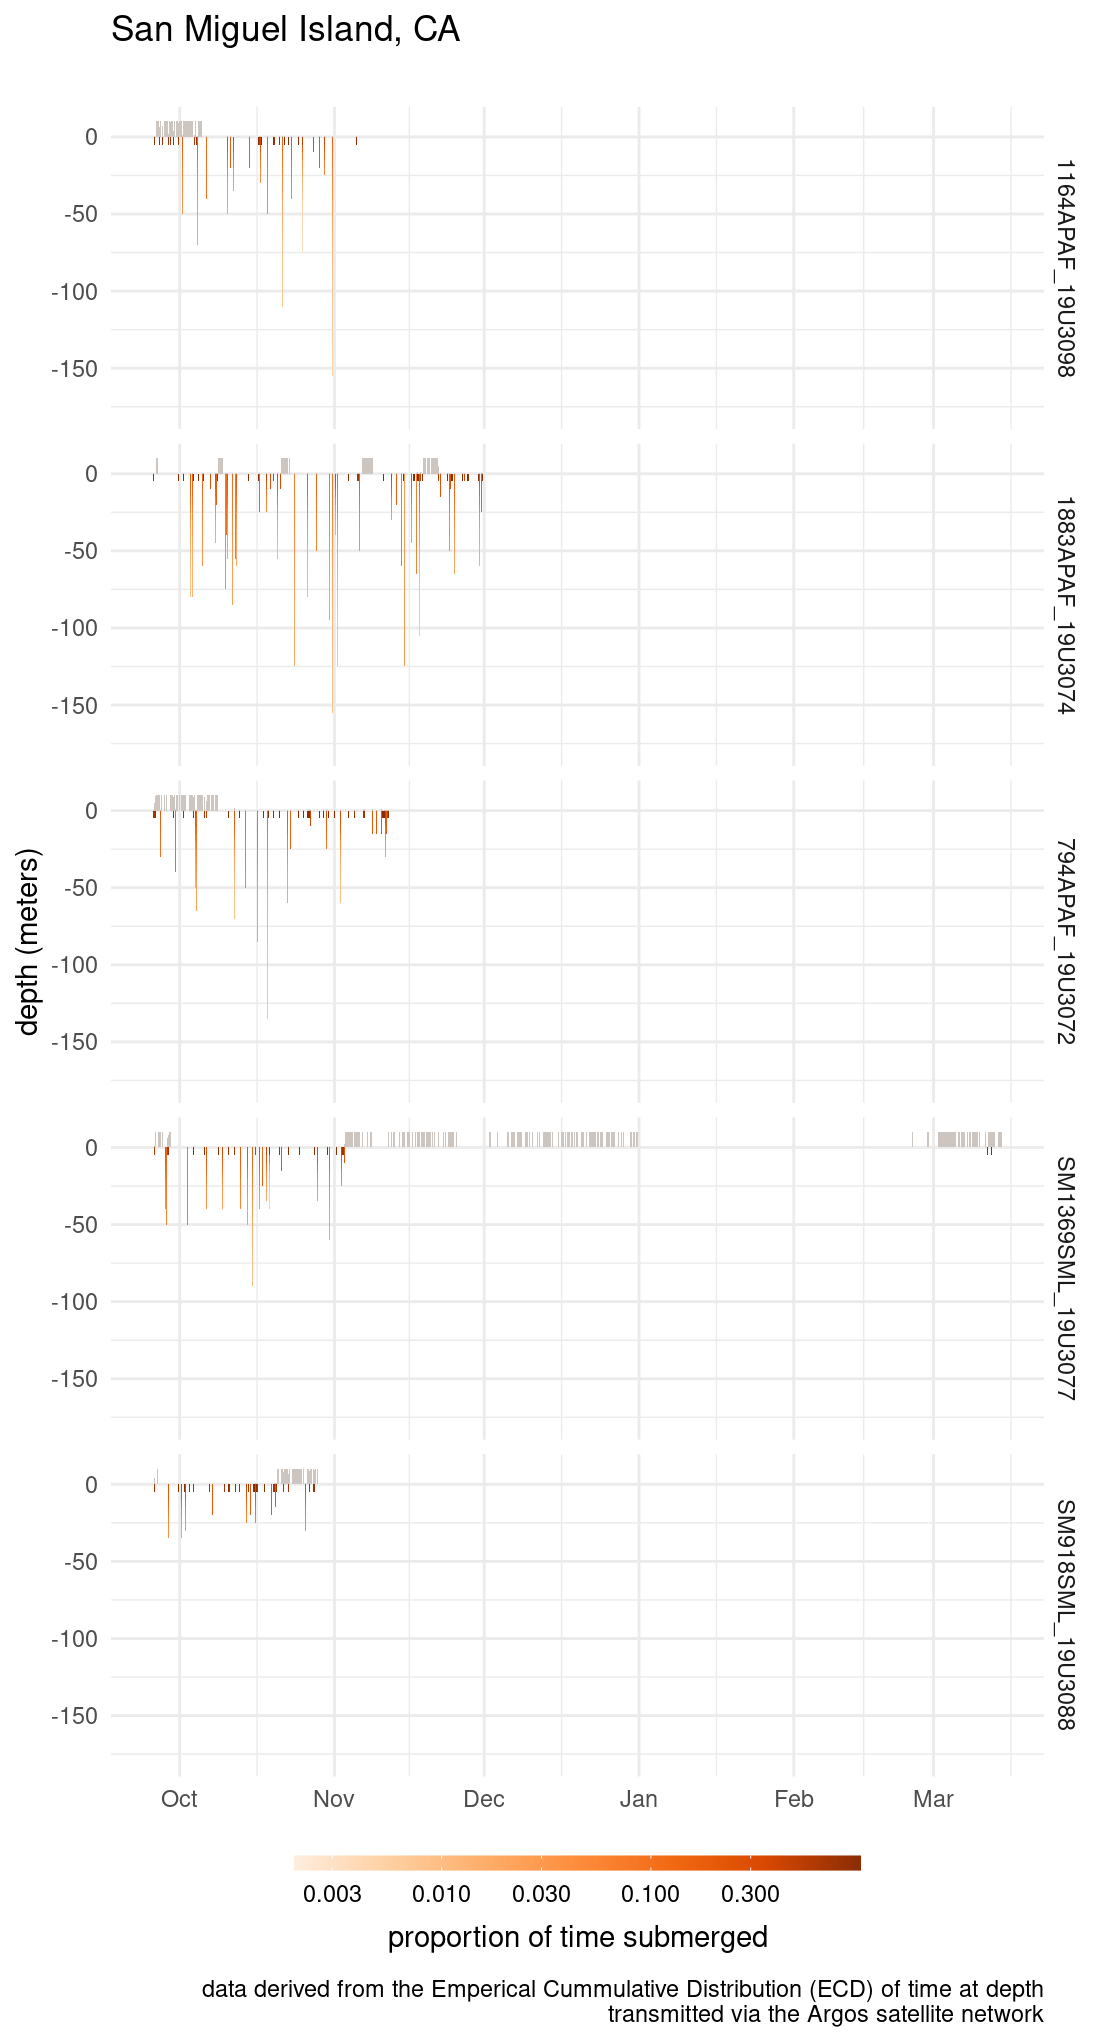 San Miguel Island, CA
0
-50
-100
-150
1164APAF_19U3098
0
-50
-100
-150
1883APAF_19U3074
0
-50
-100
-150
794APAF_19U3072
depth (meters)
0
-50
-100
-150
SM1369SML_19U3077
0
-50
-100
-150
SM918SML_19U3088
Oct Nov Dec Jan Feb Mar
0.003 0.010 0.030 0.100 0.300
proportion of time submerged
data derived from the Emperical Cummulative Distribution (ECD) of time at depth
transmitted via the Argos satellite network